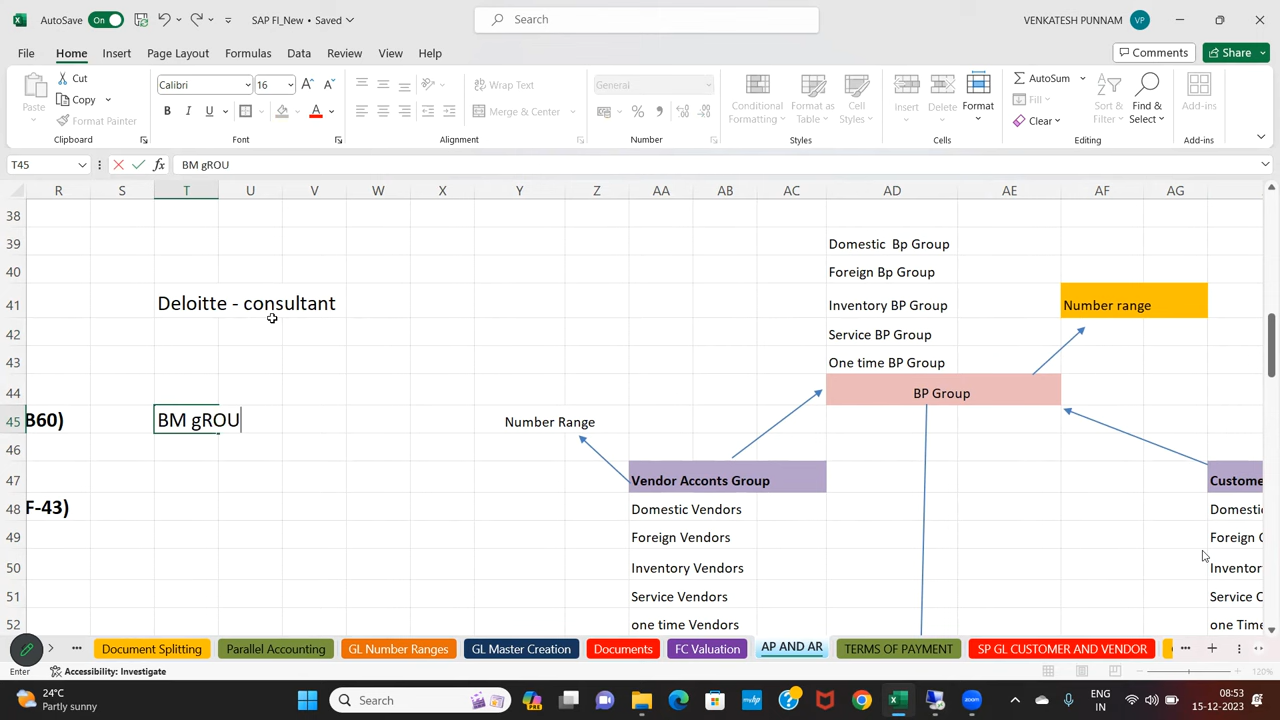 AutoSave On SAP FI_New • Saved Search VENKATESH PUNNAM VP
File Home Insert Page Layout Formulas Data Review View Help Comments Share
Paste Cut Copy Format Painter Clipboard
Calibri 16 A A B I U A Font
Wrap Text Merge & Center Alignment
General % Number
Conditional Formatting Format as Table Cell Styles Styles
Insert Delete Format Cells
AutoSum Fill Clear Sort & Filter Find & Select Editing
Add-ins Add-ins
T45 fx BM gROU
R S T U V W X Y Z AA AB AC AD AE AF AG
38
39 Domestic  Bp Group
40 Foreign Bp Group
41 Deloitte - consultant Inventory BP Group Number range
42 Service BP Group
43 One time BP Group
44 BP Group
45 B60) BM gROU Number Range
46
47 Vendor Acconts Group Custome
48 F-43) Domestic Vendors Domestic
49 Foreign Vendors Foreign
50 Inventory Vendors Inventor
51 Service Vendors Service C
52 one time Vendors one Time
Document Splitting Parallel Accounting GL Number Ranges GL Master Creation Documents FC Valuation AP AND AR TERMS OF PAYMENT SP GL CUSTOMER AND VENDOR
Enter Accessibility: Investigate 120%
24°C
Partly sunny
Search
ENG
IN
08:53
15-12-2023